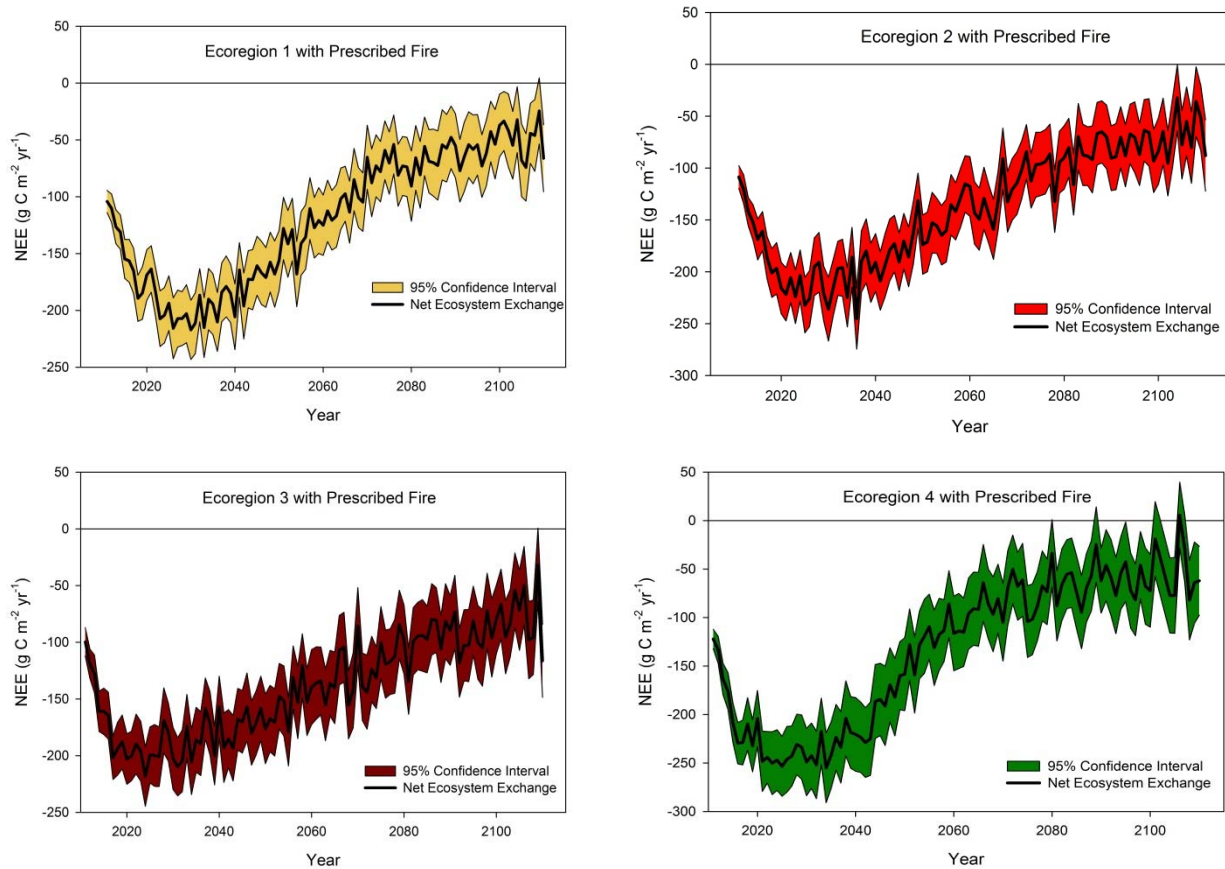 Ecoregion 1 with Prescribed Fire
NEE (g C m-2 yr-1)
50
0
-50
-100
-150
-200
-250
95% Confidence Interval
Net Ecosystem Exchange
2020 2040 2060 2080 2100
Year
Ecoregion 2 with Prescribed Fire
NEE (g C m-2 yr-1)
50
0
-50
-100
-150
-200
-250
-300
95% Confidence Interval
Net Ecosystem Exchange
2020 2040 2060 2080 2100
Year
Ecoregion 3 with Prescribed Fire
NEE (g C m-2 yr-1)
50
0
-50
-100
-150
-200
-250
95% Confidence Interval
Net Ecosystem Exchange
2020 2040 2060 2080 2100
Year
Ecoregion 4 with Prescribed Fire
NEE (g C m-2 yr-1)
50
0
-50
-100
-150
-200
-250
-300
95% Confidence Interval
Net Ecosystem Exchange
2020 2040 2060 2080 2100
Year